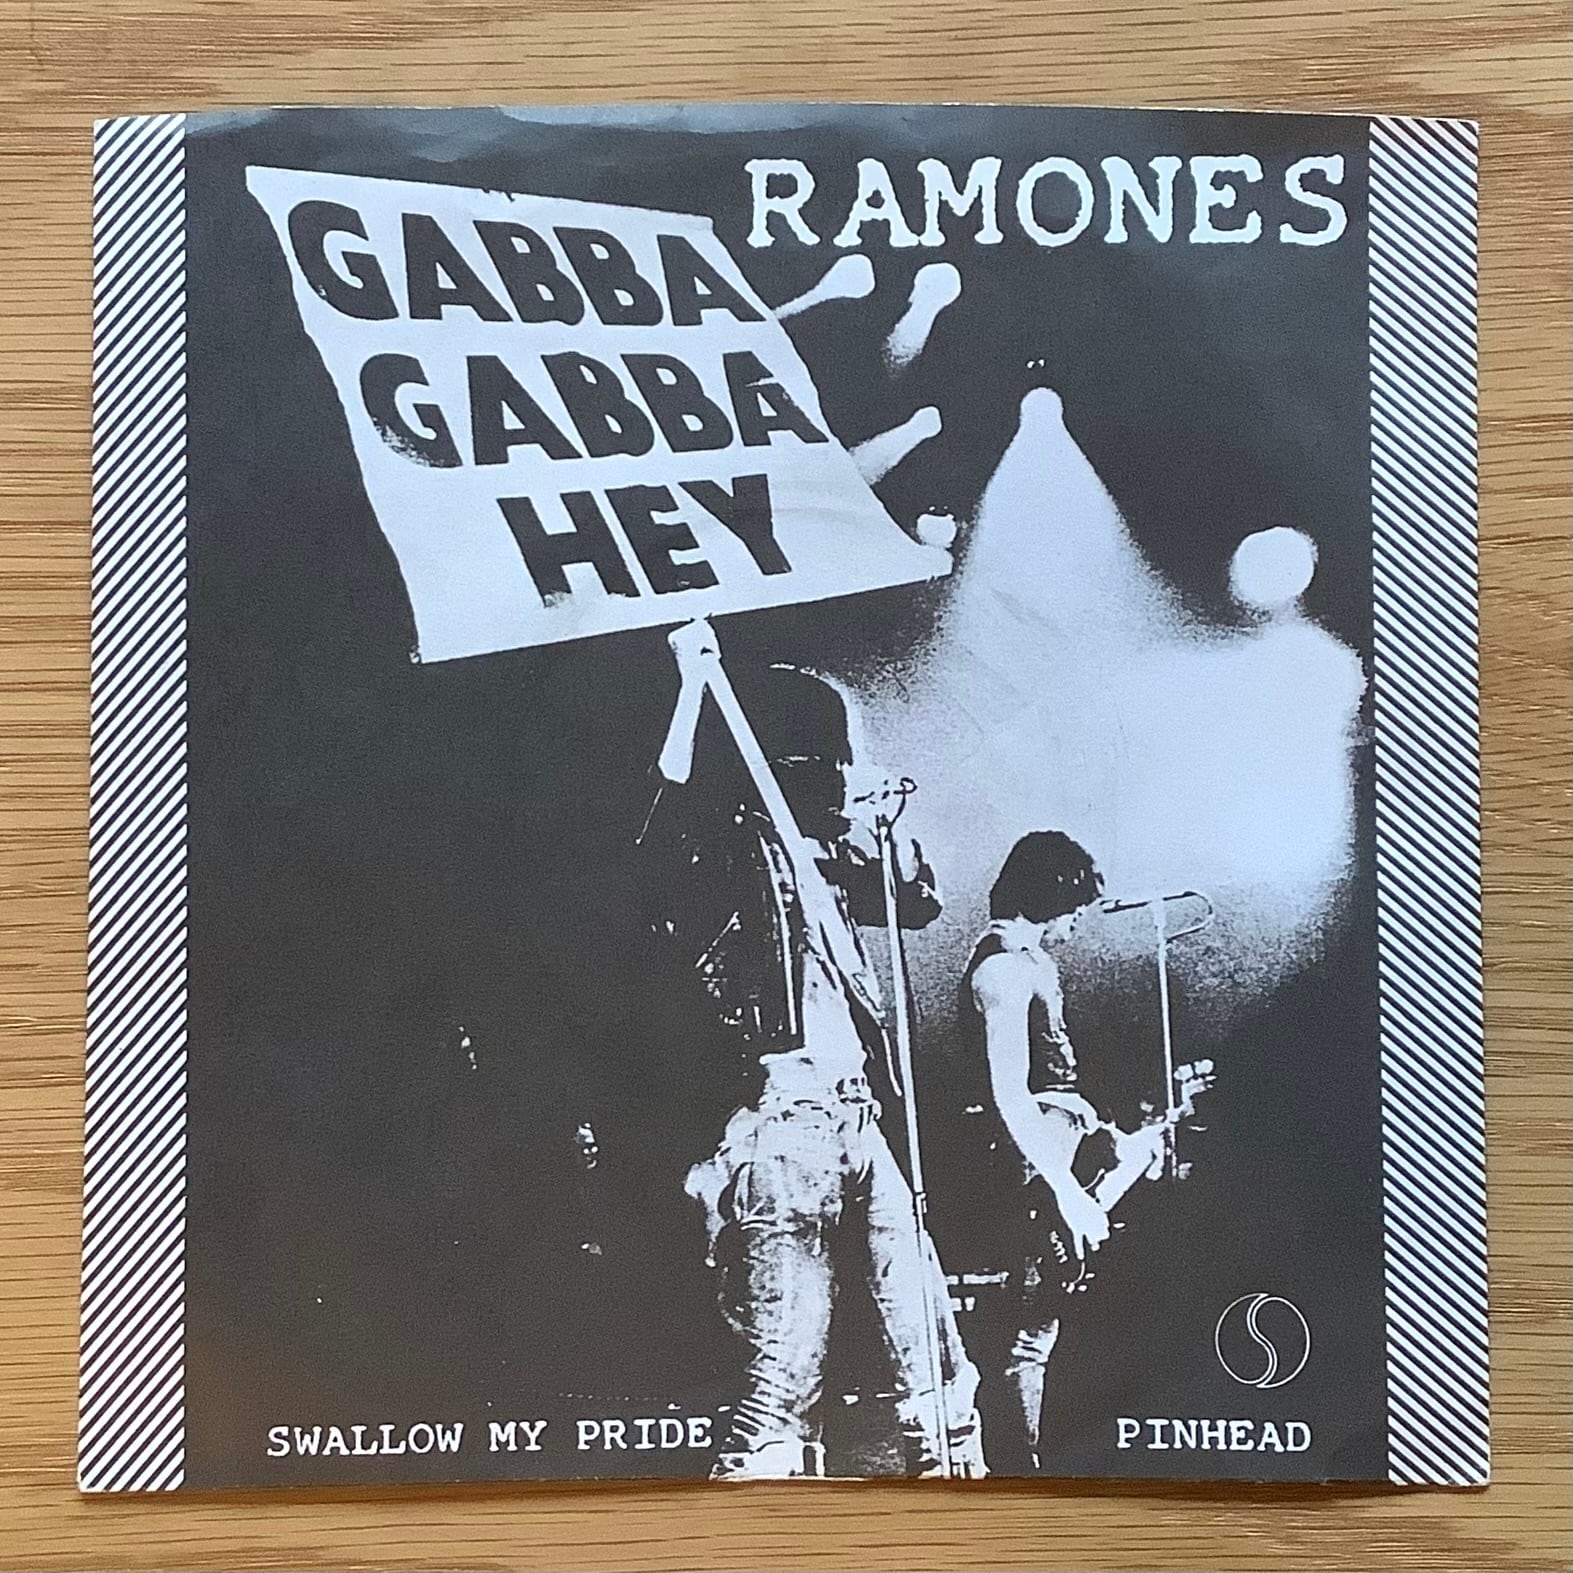 RAMONES
GABBA
GABBA
HEY
SWALLOW MY PRIDE
PINHEAD